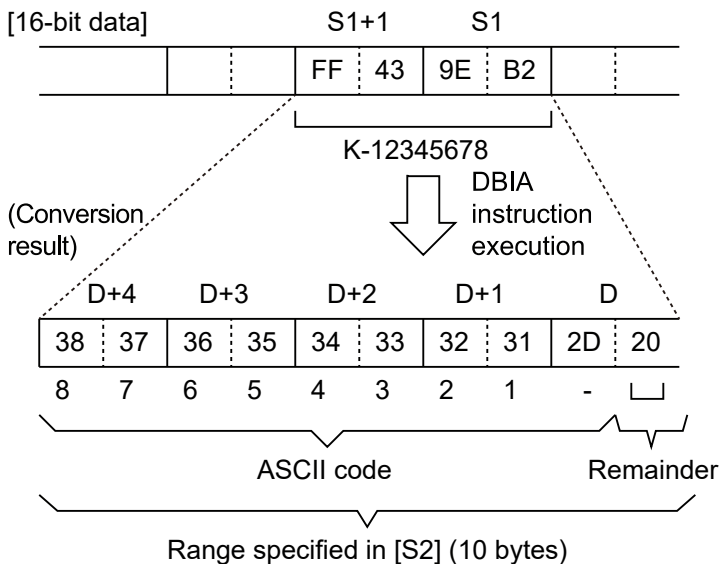 [16-bit data] S1+1 S1
FF 43 9E B2
K-12345678
DBIA
instruction
execution
(Conversion
result)
D+4 D+3 D+2 D+1 D
38 37 36 35 34 33 32 31 2D 20
8 7 6 5 4 3 2 1 -
ASCII code Remainder
Range specified in [S2] (10 bytes)